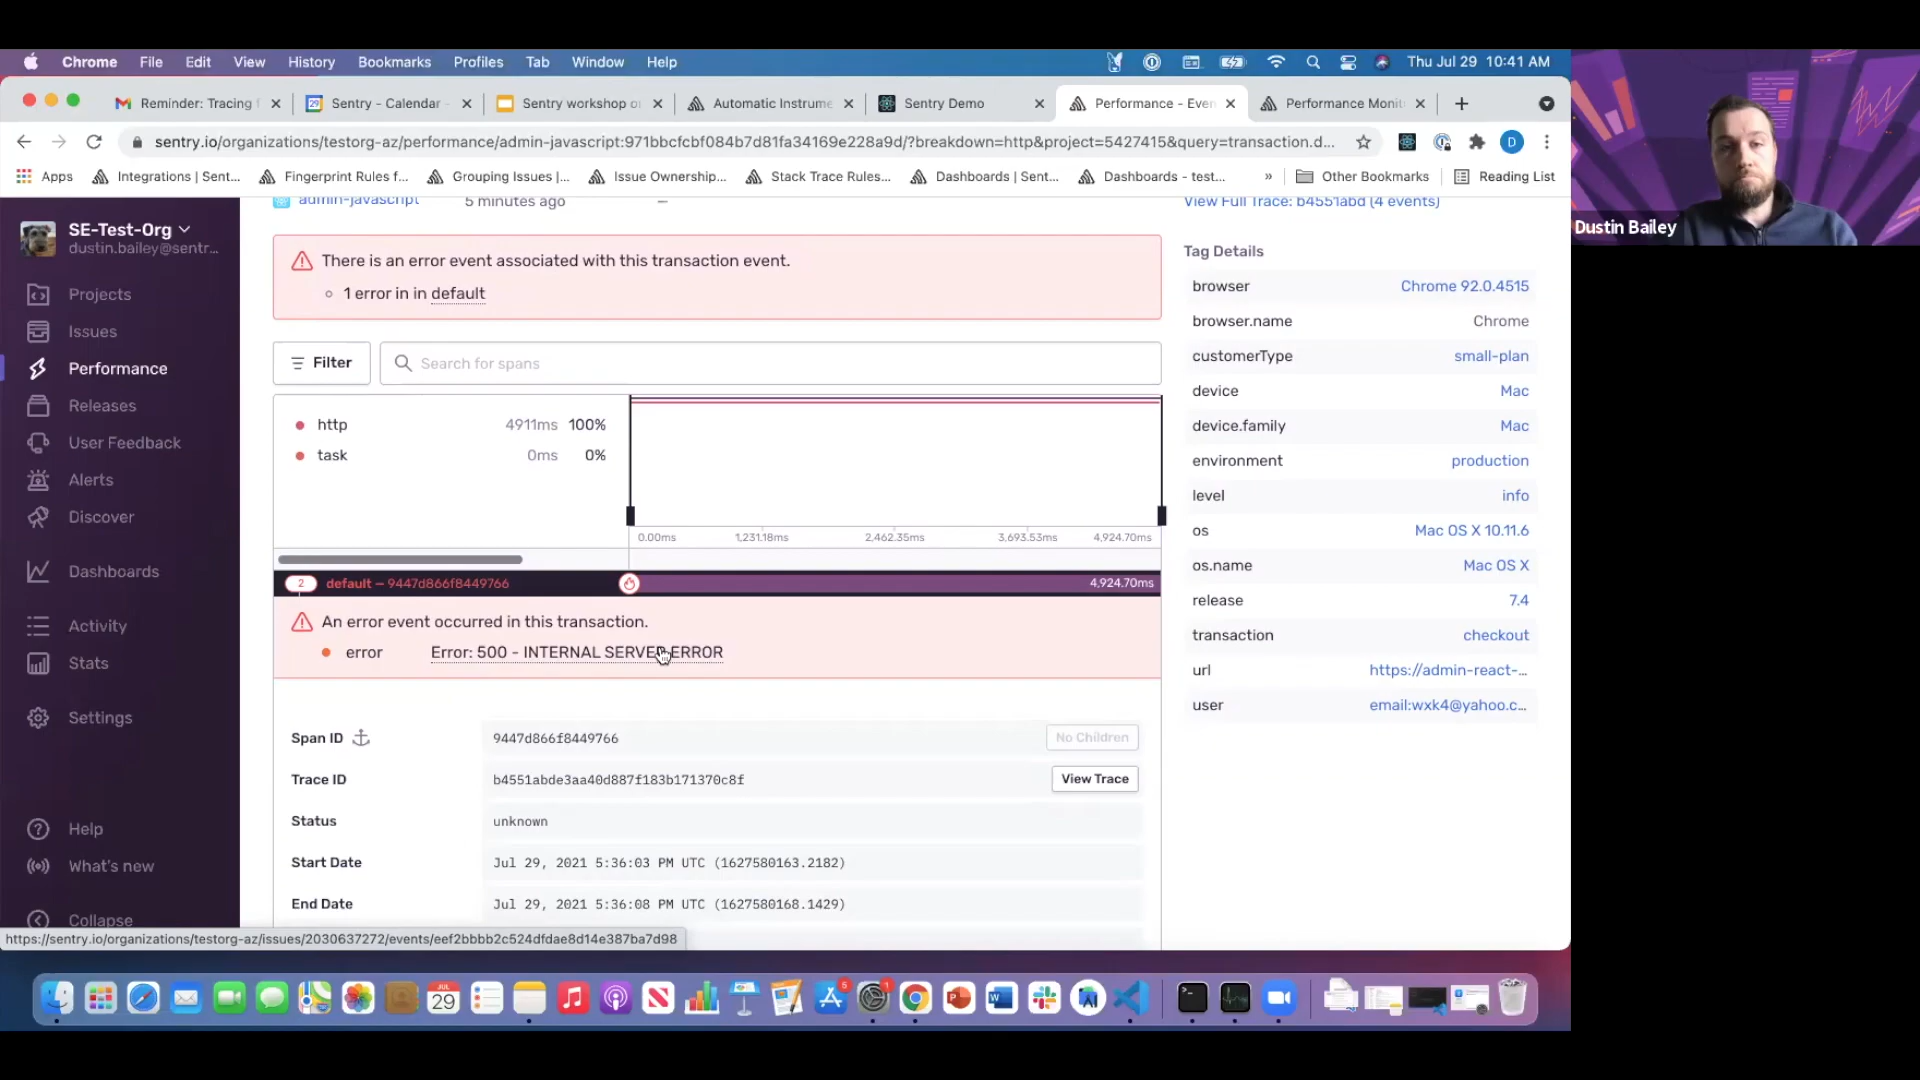 Chrome File Edit View History Bookmarks Profiles Tab Window Help Thu Jul 29 10:41 AM
Reminder: Tracing Sentry - Calendar Sentry workshop Automatic Instrume Sentry Demo Performance - Even Performance Monit
sentry.io/organizations/testorg-az/performance/admin-javascript:971bbcfcbf084b7d81fa34169e228a9d/?breakdown=http&project=5427415&query=transaction.d... D
Apps Integrations | Sent... Fingerprint Rules f... Grouping Issues |... Issue Ownership... Stack Trace Rules... Dashboards | Sent... Dashboards - test... » Other Bookmarks Reading List
Dustin Bailey
SE-Test-Org
dustin.bailey@sentr...
Projects
Issues
Performance
Releases
User Feedback
Alerts
Discover
Dashboards
Activity
Stats
Settings
Help
What's new
Collapse
admin-javascript 5 minutes ago —
There is an error event associated with this transaction event.
1 error in in default
Filter Search for spans
http 4911ms 100%
task 0ms 0%
0.00ms 1,231.18ms 2,462.35ms 3,693.53ms 4,924.70ms
2 default — 9447d866f8449766 4,924.70ms
An error event occurred in this transaction.
error Error: 500 - INTERNAL SERVER ERROR
Span ID 9447d866f8449766 No Children
Trace ID b4551abde3aa40d887f183b171370c8f View Trace
Status unknown
Start Date Jul 29, 2021 5:36:03 PM UTC (1627580163.2182)
End Date Jul 29, 2021 5:36:08 PM UTC (1627580168.1429)
View Full Trace: b4551abd (4 events)
Tag Details
browser Chrome 92.0.4515
browser.name Chrome
customerType small-plan
device Mac
device.family Mac
environment production
level info
os Mac OS X 10.11.6
os.name Mac OS X
release 7.4
transaction checkout
url https://admin-react-...
user email:wxk4@yahoo.c...
https://sentry.io/organizations/testorg-az/issues/2030637272/events/eef2bbbb2c524dfdae8d14e387ba7d98
JUL
29
5
1